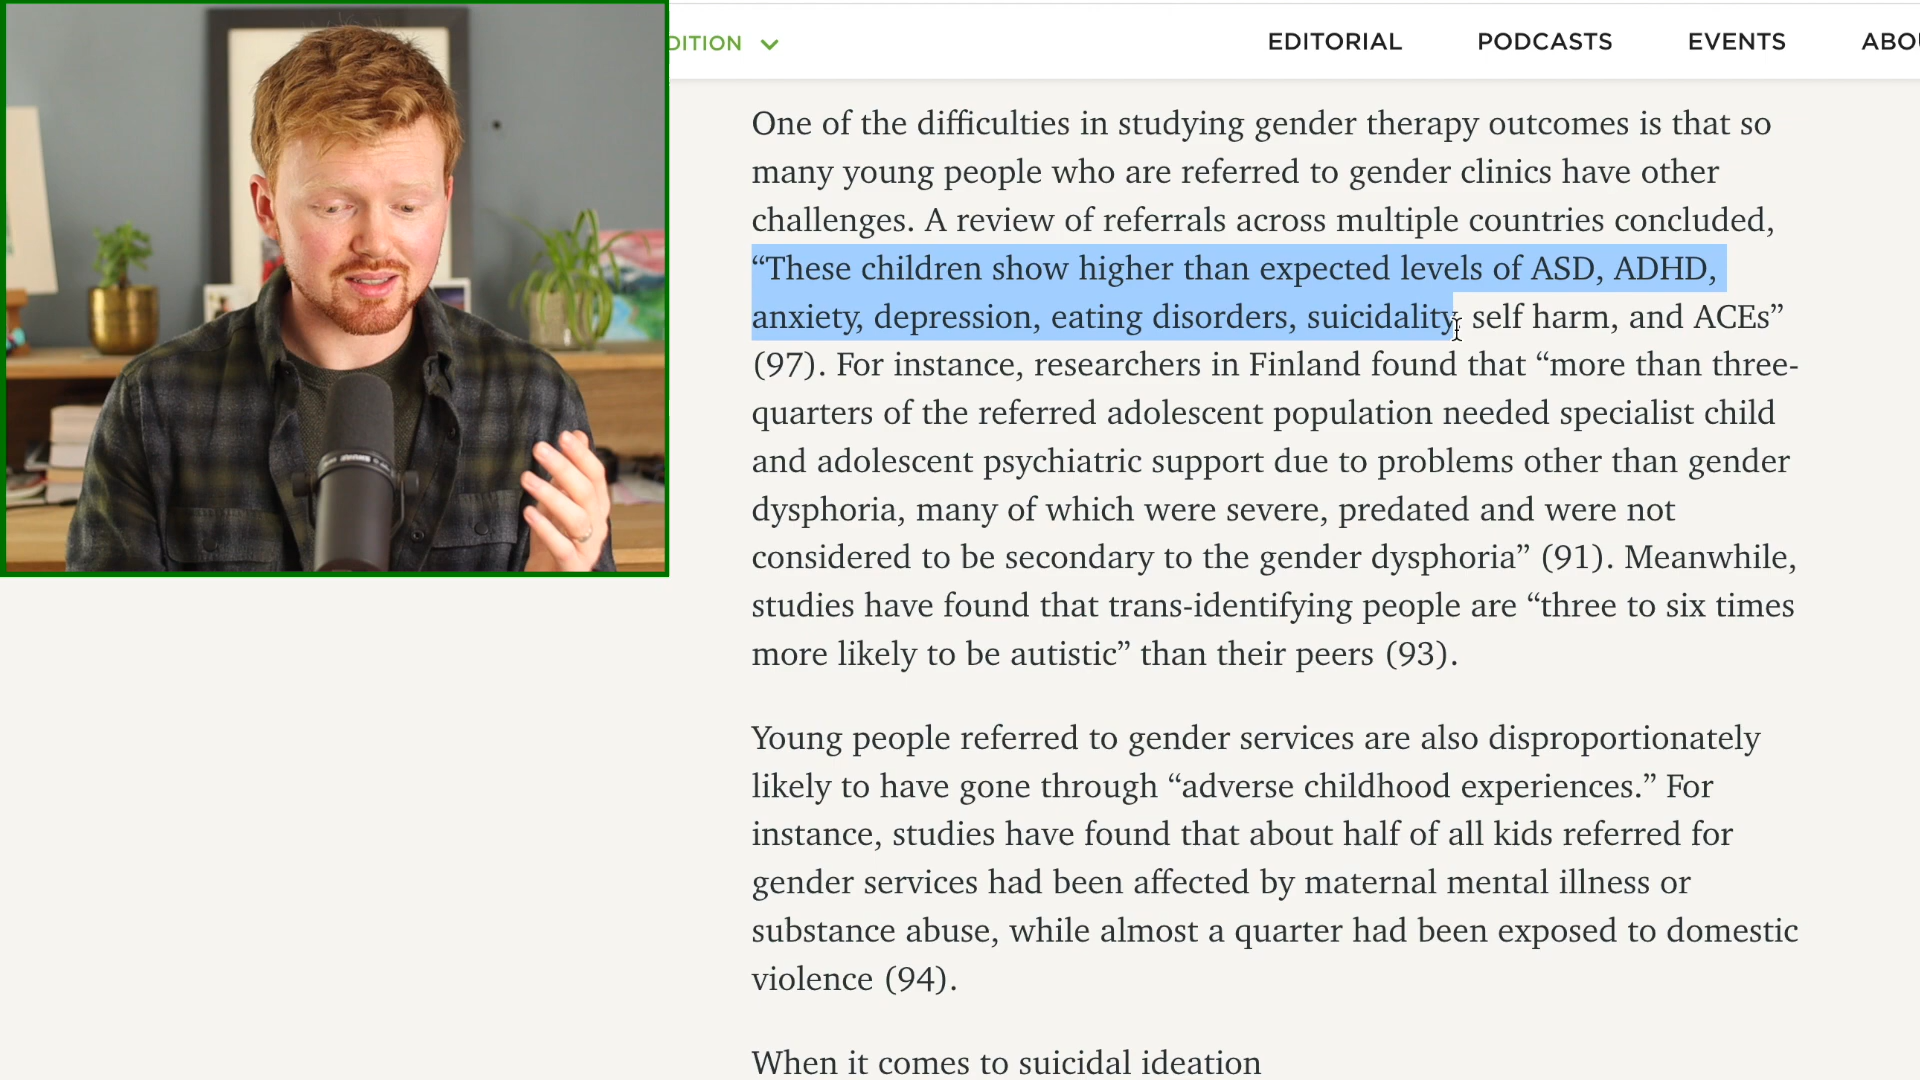 DITION
EDITORIAL
PODCASTS
EVENTS
ABOU
One of the difficulties in studying gender therapy outcomes is that so
many young people who are referred to gender clinics have other
challenges. A review of referrals across multiple countries concluded,
“These children show higher than expected levels of ASD, ADHD,
anxiety, depression, eating disorders, suicidality, self harm, and ACEs”
(97). For instance, researchers in Finland found that “more than three-
quarters of the referred adolescent population needed specialist child
and adolescent psychiatric support due to problems other than gender
dysphoria, many of which were severe, predated and were not
considered to be secondary to the gender dysphoria” (91). Meanwhile,
studies have found that trans-identifying people are “three to six times
more likely to be autistic” than their peers (93).
Young people referred to gender services are also disproportionately
likely to have gone through “adverse childhood experiences.” For
instance, studies have found that about half of all kids referred for
gender services had been affected by maternal mental illness or
substance abuse, while almost a quarter had been exposed to domestic
violence (94).
When it comes to suicidal ideation